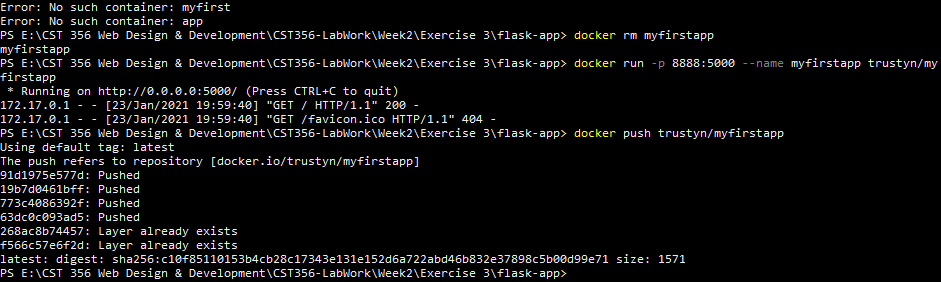 Error: No such container: myfirst
Error: No such container: app
PS E:\CST 356 Web Design & Development\CST356-LabWork\Week2\Exercise 3\flask-app> docker rm myfirstapp
myfirstapp
PS E:\CST 356 Web Design & Development\CST356-LabWork\Week2\Exercise 3\flask-app> docker run -p 8888:5000 --name myfirstapp trustyn/my
firstapp
 * Running on http://0.0.0.0:5000/ (Press CTRL+C to quit)
172.17.0.1 - - [23/Jan/2021 19:59:40] "GET / HTTP/1.1" 200 -
172.17.0.1 - - [23/Jan/2021 19:59:40] "GET /favicon.ico HTTP/1.1" 404 -
PS E:\CST 356 Web Design & Development\CST356-LabWork\Week2\Exercise 3\flask-app> docker push trustyn/myfirstapp
Using default tag: latest
The push refers to repository [docker.io/trustyn/myfirstapp]
91d1975e577d: Pushed
19b7d0461bff: Pushed
773c4086392f: Pushed
63dc0c093ad5: Pushed
268ac8b74457: Layer already exists
f566c57e6f2d: Layer already exists
latest: digest: sha256:c10f85110153b4cb28c17343e131e152d6a722abd46b832e37898c5b00d99e71 size: 1571
PS E:\CST 356 Web Design & Development\CST356-LabWork\Week2\Exercise 3\flask-app>